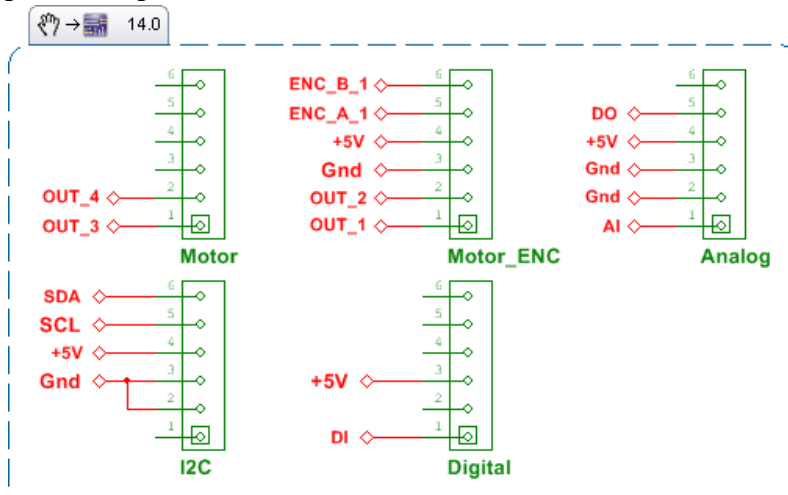 14.0
6
5
4
3
OUT_4 2
OUT_3 1
Motor
ENC_B_1 6
ENC_A_1 5
+5V 4
Gnd 3
OUT_2 2
OUT_1 1
Motor_ENC
6
DO 5
+5V 4
Gnd 3
Gnd 2
AI 1
Analog
SDA 6
SCL 5
+5V 4
Gnd 3
2
1
I2C
6
5
4
+5V 3
2
DI 1
Digital